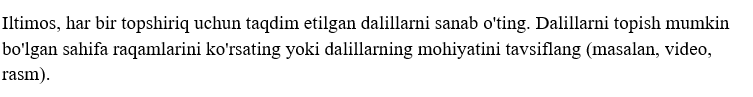 Iltimos, har bir topshiriq uchun taqdim etilgan dalillarni sanab o'ting. Dalillarni topish mumkin
bo'lgan sahifa raqamlarini ko'rsating yoki dalillarning mohiyatini tavsiflang (masalan, video,
rasm).